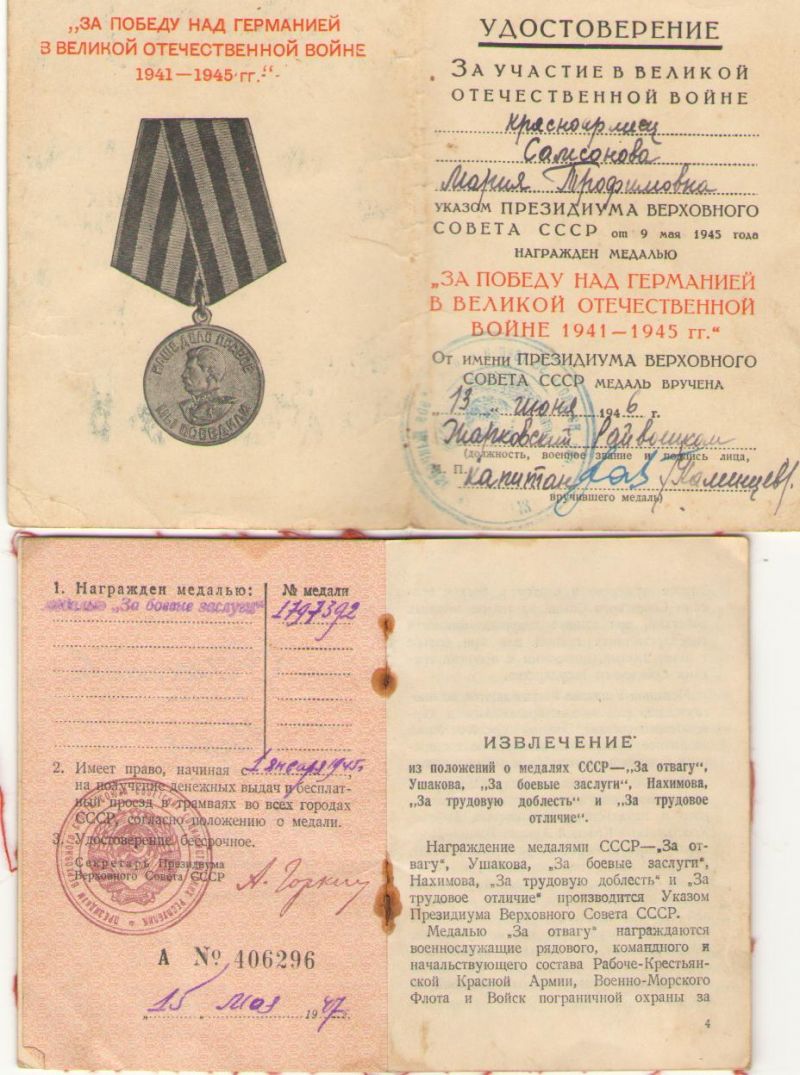 „ЗА ПОБЕДУ НАД ГЕРМАНИЕЙ
В ВЕЛИКОЙ ОТЕЧЕСТВЕННОЙ ВОЙНЕ
1941—1945 гг.“
НАШЕ ДЕЛО ПРАВОЕ
МЫ ПОБЕДИЛИ
УДОСТОВЕРЕНИЕ
ЗА УЧАСТИЕ В ВЕЛИКОЙ
ОТЕЧЕСТВЕННОЙ ВОЙНЕ
красноармеец
Самсонова
Мария Трофимовна
УКАЗОМ ПРЕЗИДИУМА ВЕРХОВНОГО
СОВЕТА СССР от 9 мая 1945 года
НАГРАЖДЕН МЕДАЛЬЮ
„ЗА ПОБЕДУ НАД ГЕРМАНИЕЙ
В ВЕЛИКОЙ ОТЕЧЕСТВЕННОЙ
ВОЙНЕ 1941—1945 гг.“
ОТ ИМЕНИ ПРЕЗИДИУМА ВЕРХОВНОГО
СОВЕТА СССР МЕДАЛЬ ВРУЧЕНА
„13„ июня 1946 г.
Жарковский Райвоенком
(должность, военное звание и подпись лица,
М. П. капитан
вручившего медаль)
1. Награжден медалью:
№ медали
медалью „За боевые заслуги“
1797392
2. Имеет право, начиная с 1 января 1945 г.
на получение денежных выдач и бесплат-
ный проезд в трамваях во всех городах
СССР, согласно положению о медали.
3. Удостоверение бессрочное.
Секретарь Президиума
Верховного Совета СССР
А. Горкин
А № 406296
„15„ мая 1947 г.
ИЗВЛЕЧЕНИЕ
из положений о медалях СССР—„За отвагу“,
Ушакова, „За боевые заслуги“, Нахимова,
„За трудовую доблесть“ и „За трудовое
отличие“.
Награждение медалями СССР—„За от-
вагу“, Ушакова, „За боевые заслуги“,
Нахимова, „За трудовую доблесть“ и „За
трудовое отличие“ производится Указом
Президиума Верховного Совета СССР.
Медалью „За отвагу“ награждаются
военнослужащие рядового, командного и
начальствующего состава Рабоче-Крестьян-
ской Красной Армии, Военно-Морского
Флота и Войск пограничной охраны за
4